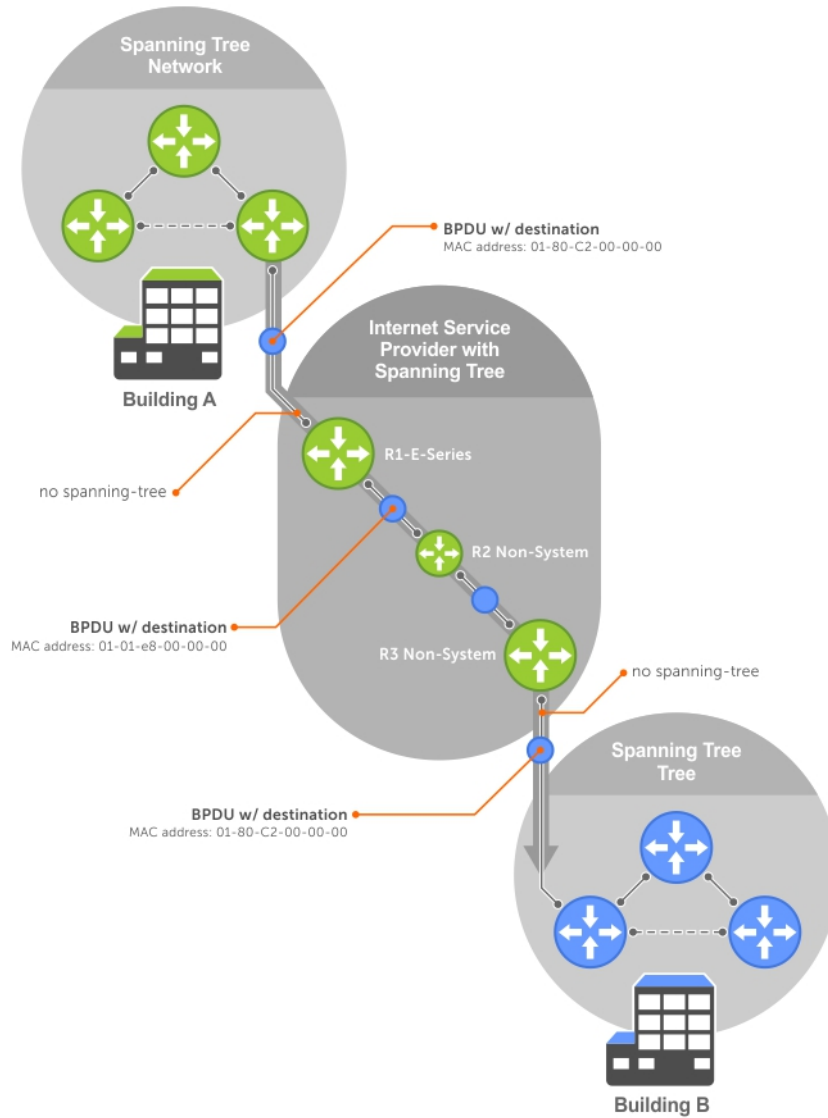 Spanning Tree
Network
BPDU w/ destination
MAC address: 01-80-C2-00-00-00
Building A
Internet Service
Provider with
Spanning Tree
R1-E-Series
no spanning-tree
R2 Non-System
BPDU w/ destination
MAC address: 01-01-e8-00-00-00
R3 Non-System
no spanning-tree
Spanning Tree
Tree
BPDU w/ destination
MAC address: 01-80-C2-00-00-00
Building B